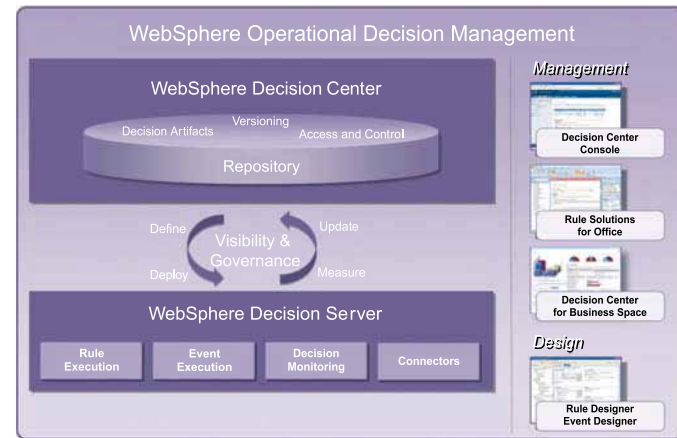 WebSphere Operational Decision Management
WebSphere Decision Center
Versioning
Decision Artifacts
Access and Control
Repository
Define
Update
Visibility &
Governance
Deploy
Measure
WebSphere Decision Server
Rule
Execution
Event
Execution
Decision
Monitoring
Connectors
Management
Decision Center
Console
Rule Solutions
for Office
Decision Center
for Business Space
Design
Rule Designer
Event Designer